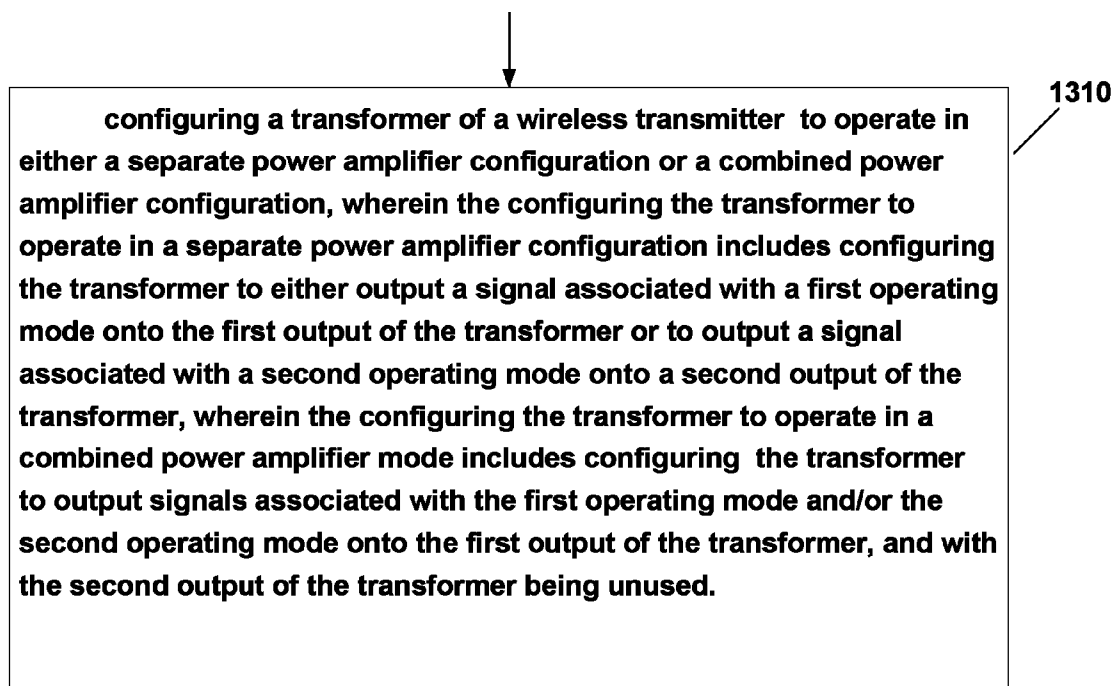 1310
configuring a transformer of a wireless transmitter  to operate in
either a separate power amplifier configuration or a combined power
amplifier configuration, wherein the configuring the transformer to
operate in a separate power amplifier configuration includes configuring
the transformer to either output a signal associated with a first operating
mode onto the first output of the transformer or to output a signal
associated with a second operating mode onto a second output of the
transformer, wherein the configuring the transformer to operate in a
combined power amplifier mode includes configuring  the transformer
to output signals associated with the first operating mode and/or the
second operating mode onto the first output of the transformer, and with
the second output of the transformer being unused.